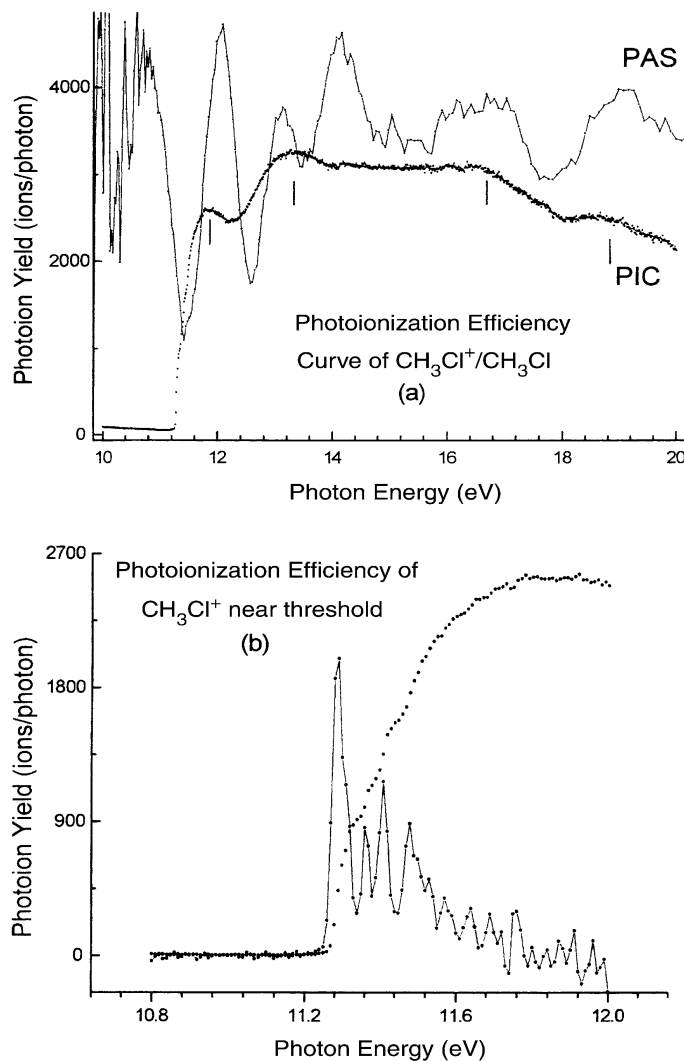 4000
2000
0
Photoion Yield (ions/photon)
PAS
PIC
Photoionization Efficiency
Curve of CH₃Cl⁺/CH₃Cl
(a)
10 12 14 16 18 20
Photon Energy (eV)
2700
1800
900
0
Photoion Yield (ions/photon)
Photoionization Efficiency of
CH₃Cl⁺ near threshold
(b)
10.8 11.2 11.6 12.0
Photon Energy (eV)